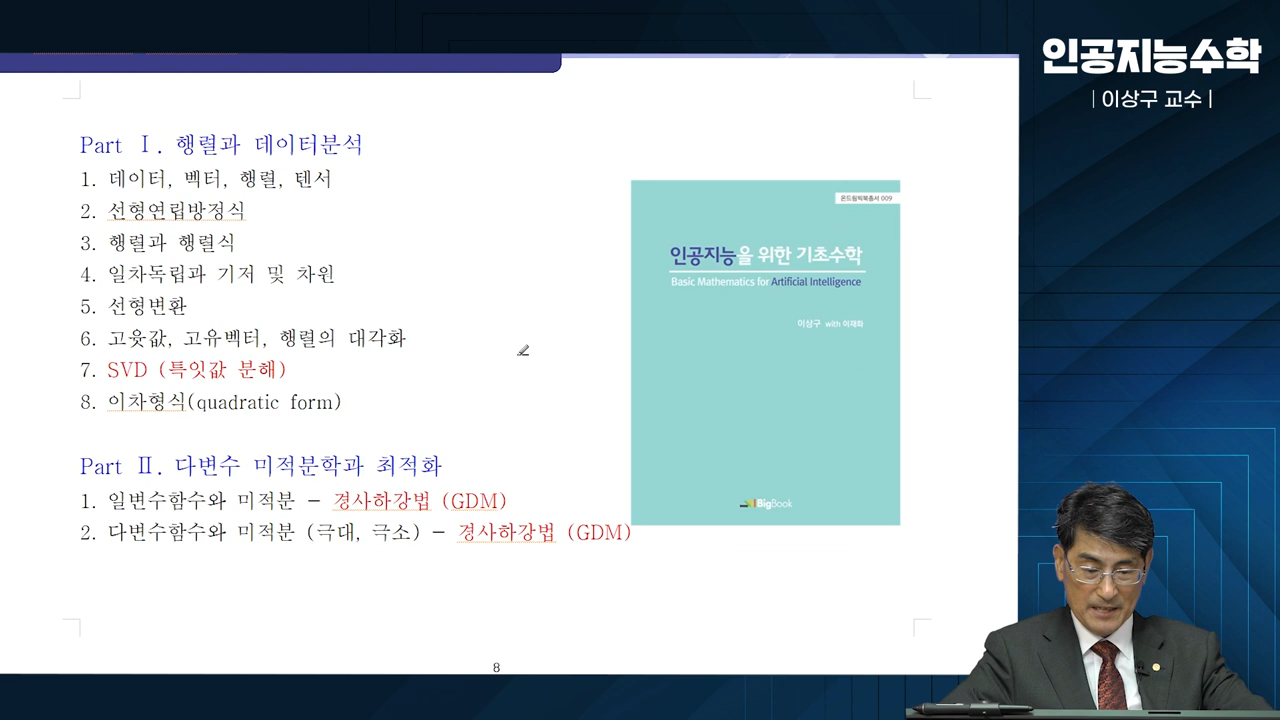 인공지능수학
| 이상구 교수 |
Part Ⅰ. 행렬과 데이터분석
1. 데이터, 벡터, 행렬, 텐서
2. 선형연립방정식
3. 행렬과 행렬식
4. 일차독립과 기저 및 차원
5. 선형변환
6. 고윳값, 고유벡터, 행렬의 대각화
7. SVD (특잇값 분해)
8. 이차형식(quadratic form)
Part Ⅱ. 다변수 미적분학과 최적화
1. 일변수함수와 미적분 - 경사하강법 (GDM)
2. 다변수함수와 미적분 (극대, 극소) - 경사하강법 (GDM)
온드림빅북총서 009
인공지능을 위한 기초수학
Basic Mathematics for Artificial Intelligence
이상구 with 이재화
BigBook
8